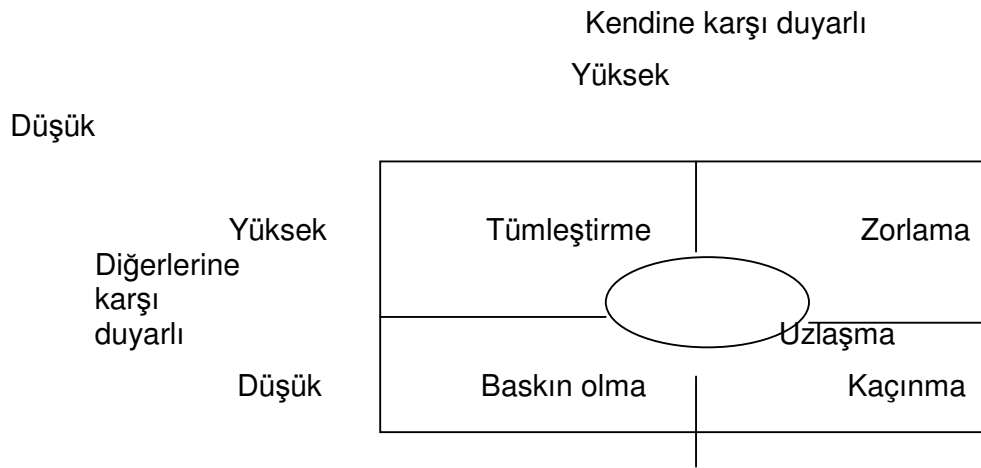 Kendine karşı duyarlı
Yüksek
Düşük
Yüksek Tümleştirme Zorlama
Diğerlerine
karşı
duyarlı Uzlaşma
Düşük Baskın olma Kaçınma